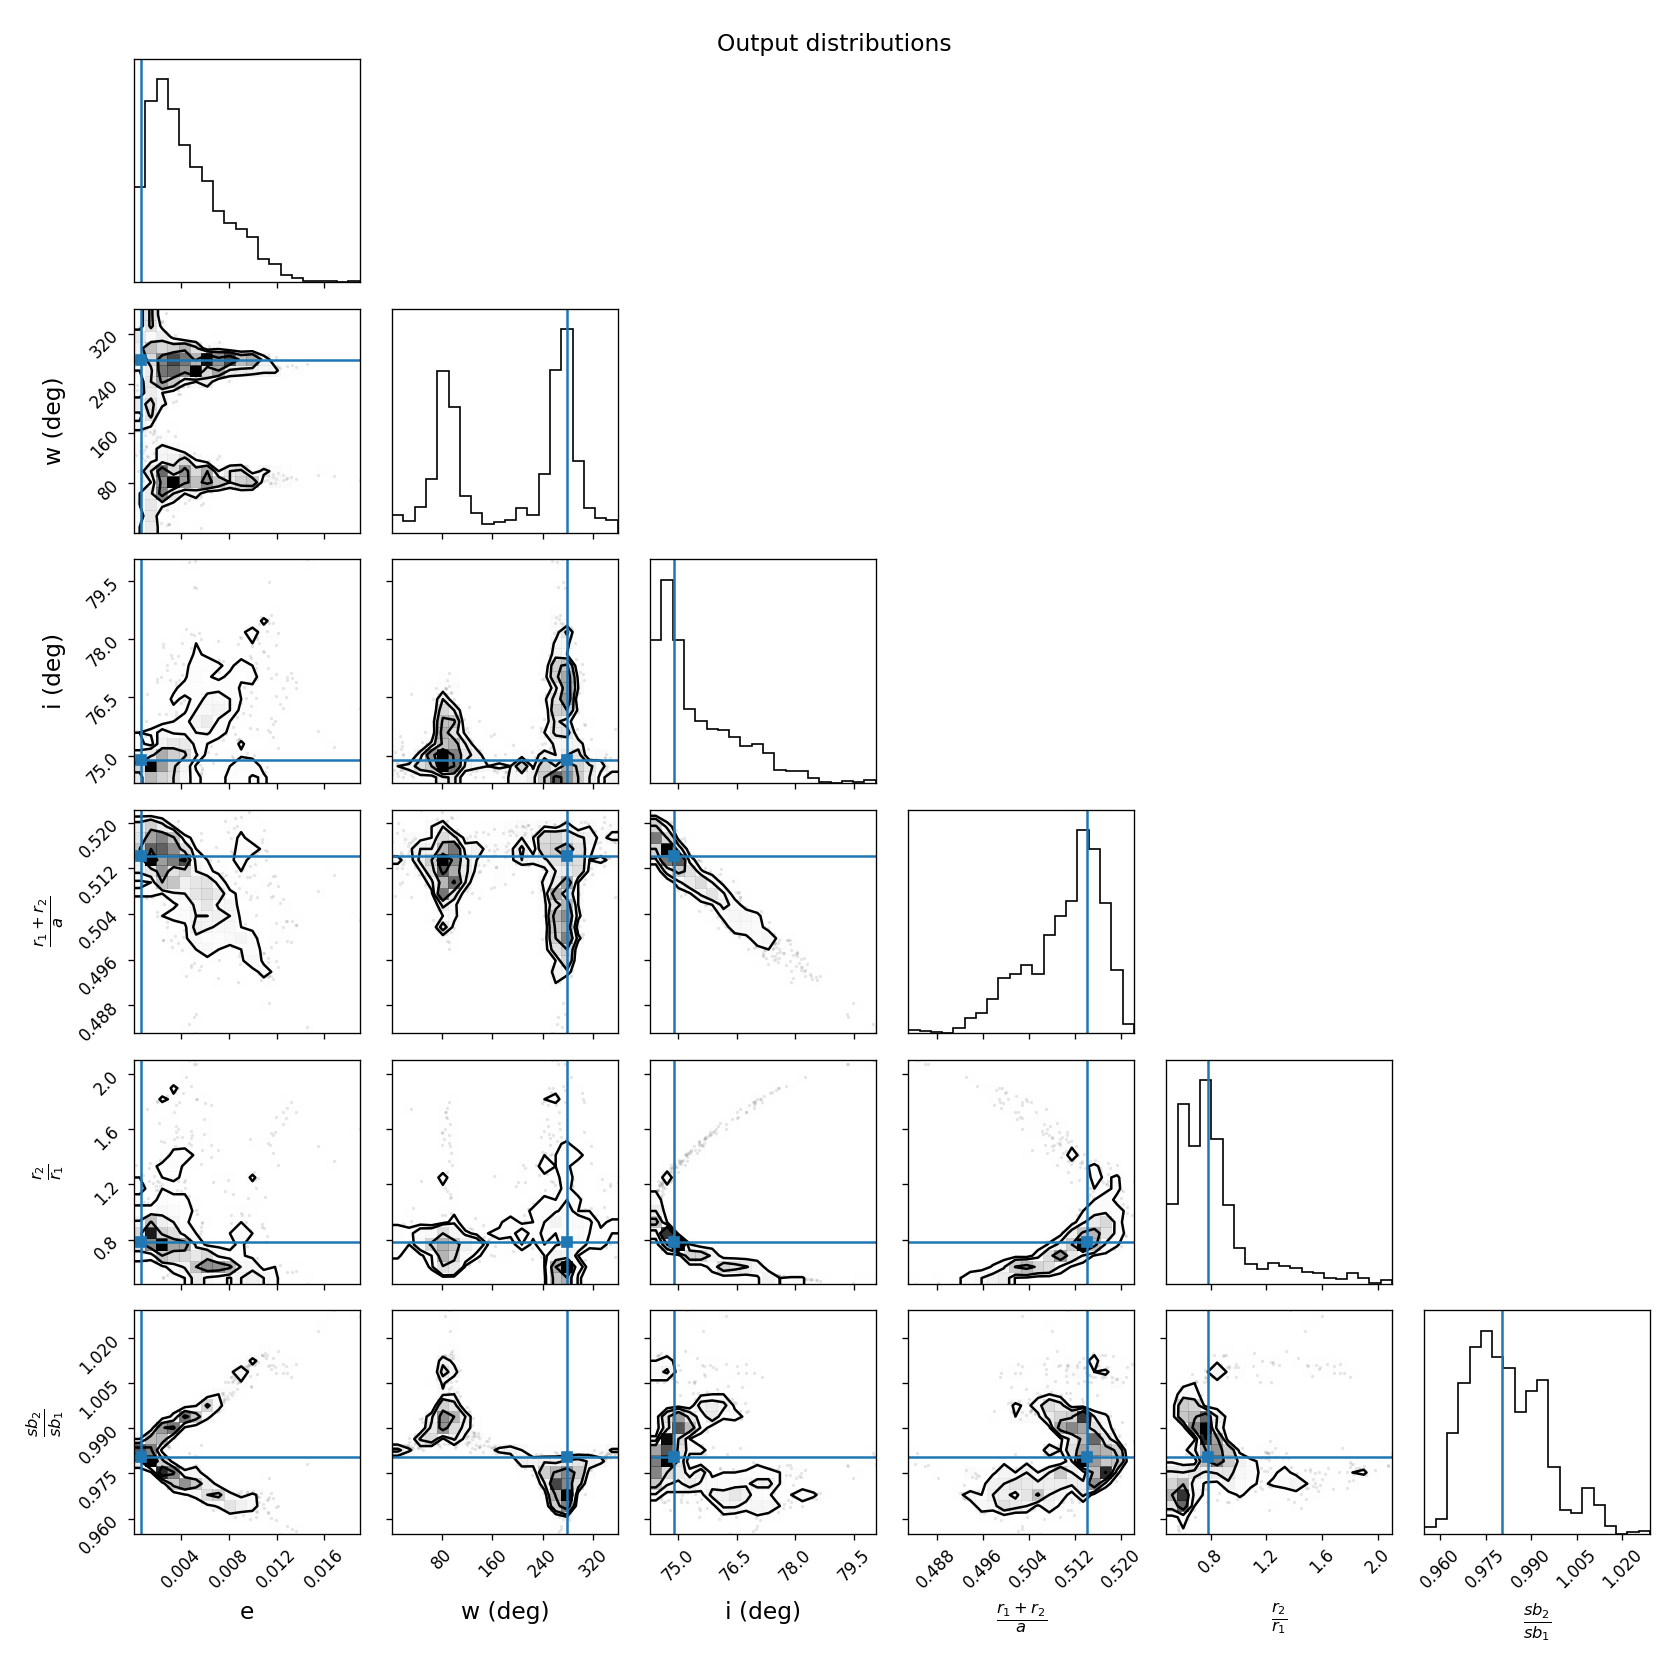 Output distributions
w (deg)
320
240
160
80
i (deg)
79.5
78.0
76.5
75.0
r₁ + r₂
a
0.520
0.512
0.504
0.496
0.488
r₂
r₁
2.0
1.6
1.2
0.8
sb₂
sb₁
1.020
1.005
0.990
0.975
0.960
0.004 0.008 0.012 0.016 80 160 240 320 75.0 76.5 78.0 79.5 0.488 0.496 0.504 0.512 0.520 0.8 1.2 1.6 2.0 0.960 0.975 0.990 1.005 1.020
e w (deg) i (deg)
r₁ + r₂
a
r₂
r₁
sb₂
sb₁